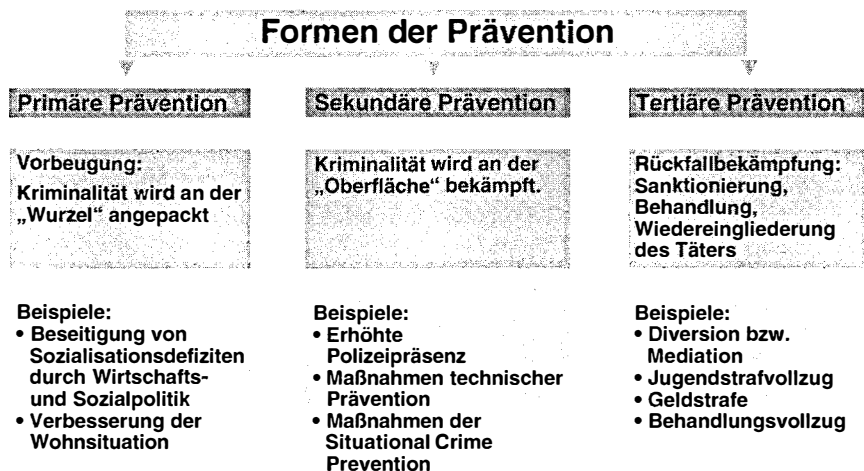 Formen der Prävention
Primäre Prävention
Vorbeugung:
Kriminalität wird an der
„Wurzel“ angepackt
Beispiele:
• Beseitigung von
Sozialisationsdefiziten
durch Wirtschafts-
und Sozialpolitik
• Verbesserung der
Wohnsituation
Sekundäre Prävention
Kriminalität wird an der
„Oberfläche“ bekämpft.
Beispiele:
• Erhöhte
Polizeipräsenz
• Maßnahmen technischer
Prävention
• Maßnahmen der
Situational Crime
Prevention
Tertiäre Prävention
Rückfallbekämpfung:
Sanktionierung,
Behandlung,
Wiedereingliederung
des Täters
Beispiele:
• Diversion bzw.
Mediation
• Jugendstrafvollzug
• Geldstrafe
• Behandlungsvollzug